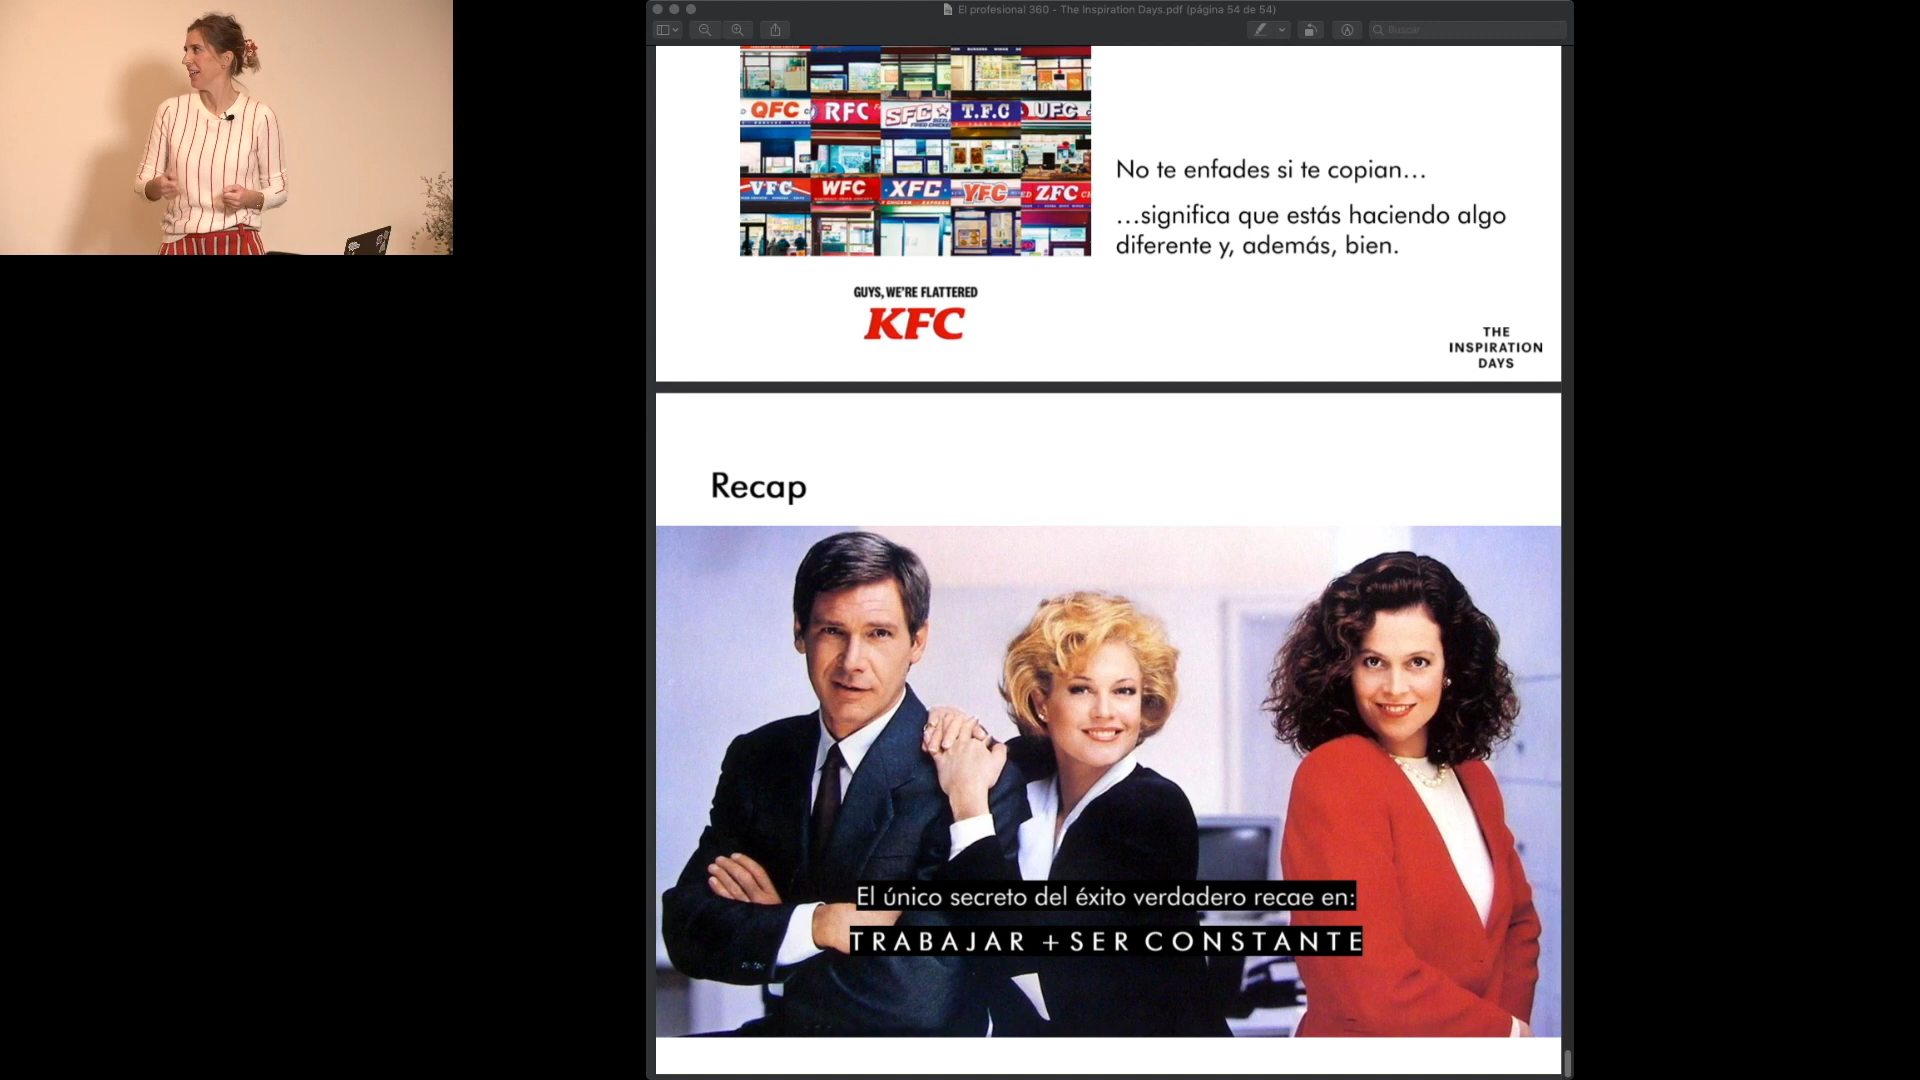 El profesional 360 - The Inspiration Days.pdf (página 54 de 54)
Buscar
QFC
RFC
SFC
T.F.C
UFC
VFC
WFC
XFC
YFC
ZFC
GUYS, WE'RE FLATTERED
KFC
No te enfades si te copian...
...significa que estás haciendo algo
diferente y, además, bien.
THE
INSPIRATION
DAYS
Recap
El único secreto del éxito verdadero recae en:
TRABAJAR + SER CONSTANTE